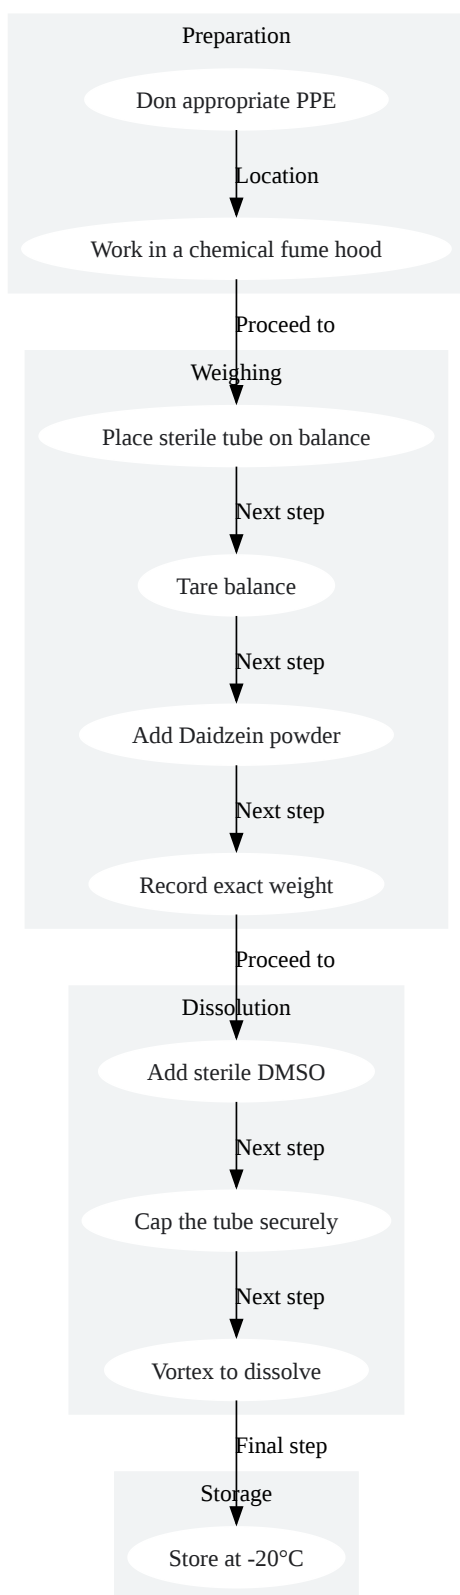 Preparation
Don appropriate PPE
Location
Work in a chemical fume hood
Proceed to
Weighing
Place sterile tube on balance
Next step
Tare balance
Next step
Add Daidzein powder
Next step
Record exact weight
Proceed to
Dissolution
Add sterile DMSO
Next step
Cap the tube securely
Next step
Vortex to dissolve
Final step
Storage
Store at -20°C